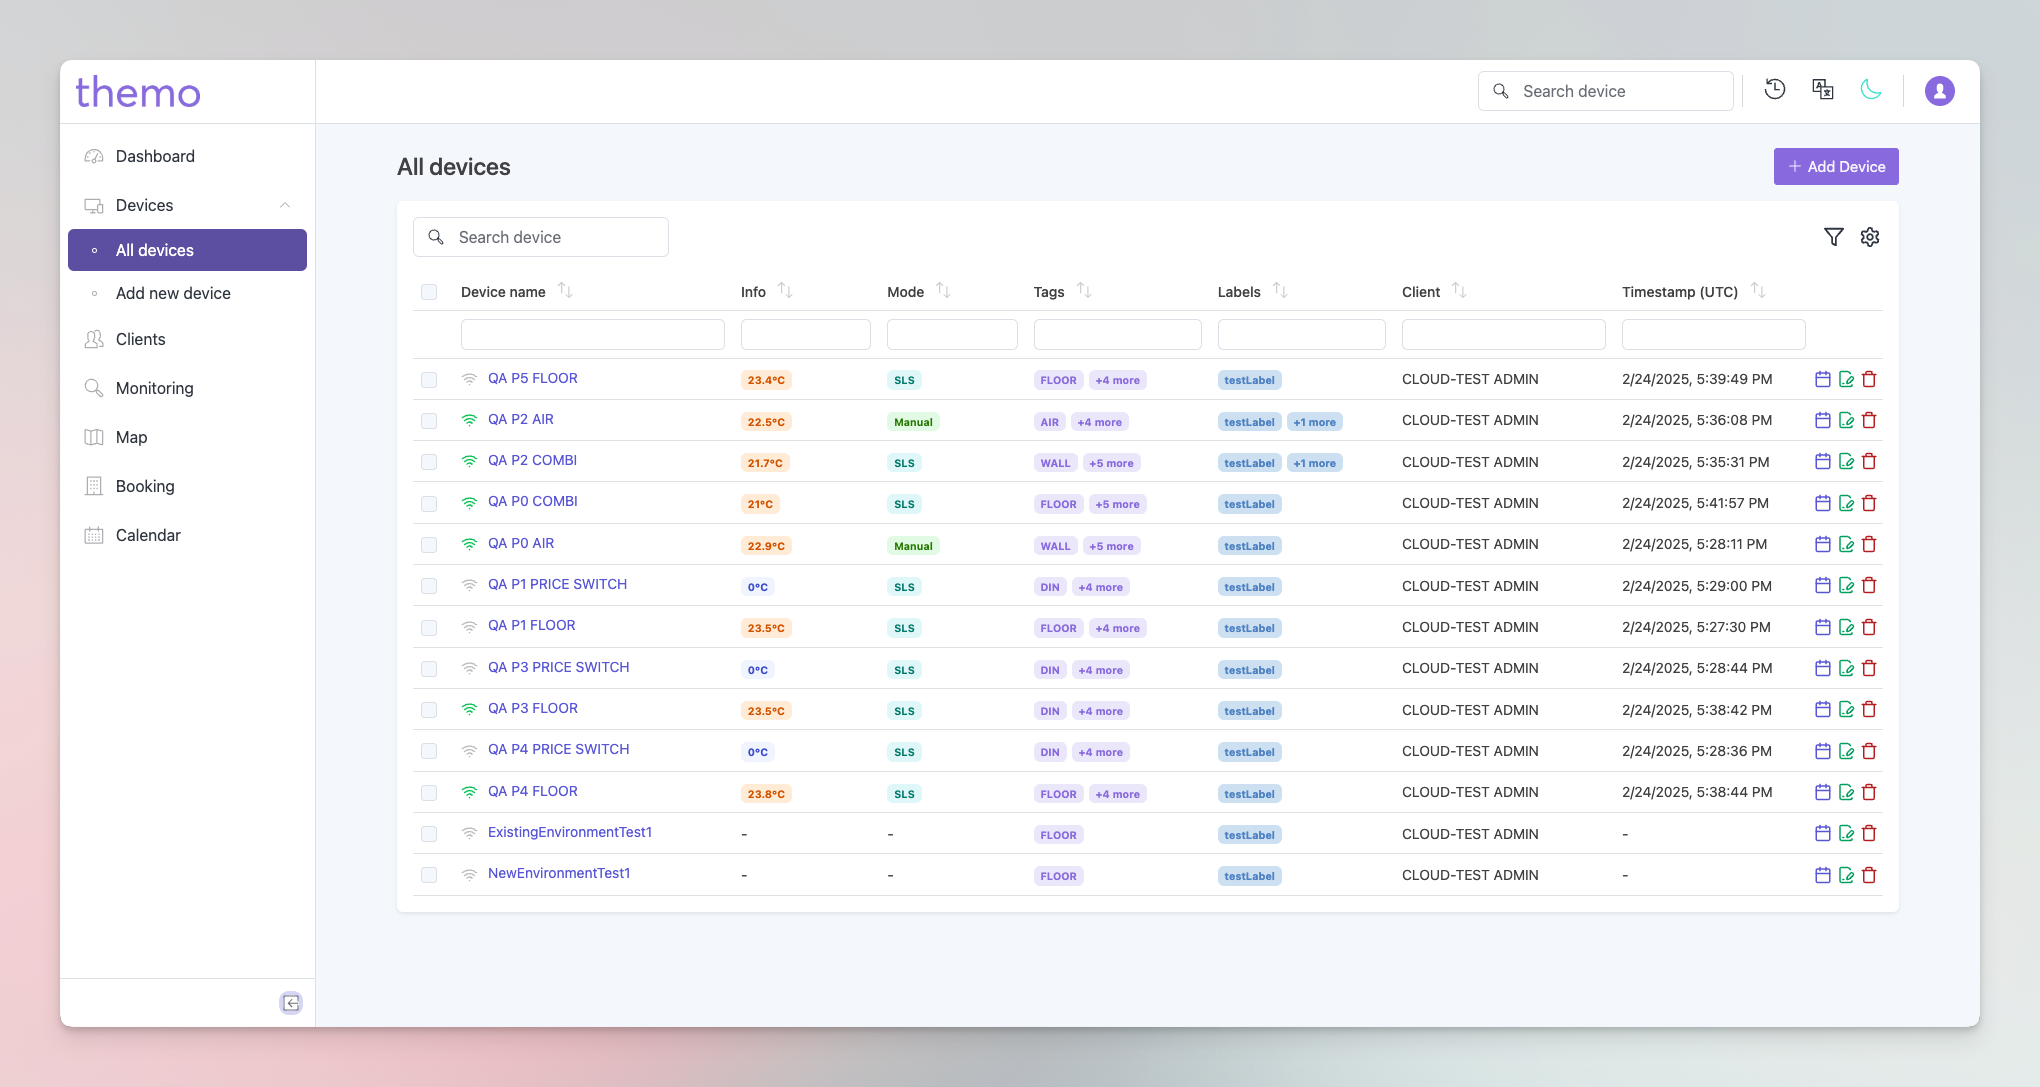 themo
Search device
Dashboard
Devices
All devices
Add new device
Clients
Monitoring
Map
Booking
Calendar
All devices
+ Add Device
Search device
Device name Info Mode Tags Labels Client Timestamp (UTC)
QA P5 FLOOR 23.4°C SLS FLOOR +4 more testLabel CLOUD-TEST ADMIN 2/24/2025, 5:39:49 PM
QA P2 AIR 22.5°C Manual AIR +4 more testLabel +1 more CLOUD-TEST ADMIN 2/24/2025, 5:36:08 PM
QA P2 COMBI 21.7°C SLS WALL +5 more testLabel +1 more CLOUD-TEST ADMIN 2/24/2025, 5:35:31 PM
QA P0 COMBI 21°C SLS FLOOR +5 more testLabel CLOUD-TEST ADMIN 2/24/2025, 5:41:57 PM
QA P0 AIR 22.9°C Manual WALL +5 more testLabel CLOUD-TEST ADMIN 2/24/2025, 5:28:11 PM
QA P1 PRICE SWITCH 0°C SLS DIN +4 more testLabel CLOUD-TEST ADMIN 2/24/2025, 5:29:00 PM
QA P1 FLOOR 23.5°C SLS FLOOR +4 more testLabel CLOUD-TEST ADMIN 2/24/2025, 5:27:30 PM
QA P3 PRICE SWITCH 0°C SLS DIN +4 more testLabel CLOUD-TEST ADMIN 2/24/2025, 5:28:44 PM
QA P3 FLOOR 23.5°C SLS DIN +4 more testLabel CLOUD-TEST ADMIN 2/24/2025, 5:38:42 PM
QA P4 PRICE SWITCH 0°C SLS DIN +4 more testLabel CLOUD-TEST ADMIN 2/24/2025, 5:28:36 PM
QA P4 FLOOR 23.8°C SLS FLOOR +4 more testLabel CLOUD-TEST ADMIN 2/24/2025, 5:38:44 PM
ExistingEnvironmentTest1 - - FLOOR testLabel CLOUD-TEST ADMIN -
NewEnvironmentTest1 - - FLOOR testLabel CLOUD-TEST ADMIN -